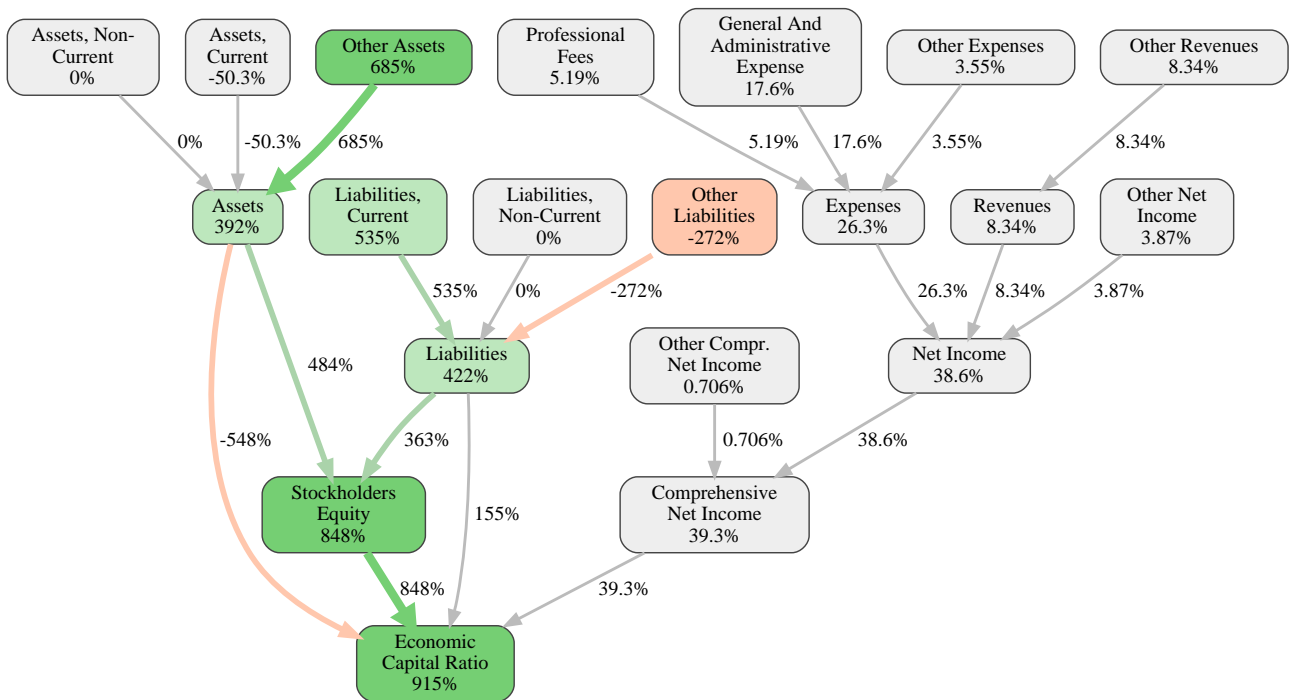 Assets, Non-
Current
0%
Assets,
Current
-50.3%
Other Assets
685%
Professional
Fees
5.19%
General And
Administrative
Expense
17.6%
Other Expenses
3.55%
Other Revenues
8.34%
0%
-50.3%
685%
5.19%
17.6%
3.55%
8.34%
Assets
392%
Liabilities,
Current
535%
Liabilities,
Non-Current
0%
Other
Liabilities
-272%
Expenses
26.3%
Revenues
8.34%
Other Net
Income
3.87%
535%
0%
-272%
26.3%
8.34%
3.87%
484%
Liabilities
422%
Other Compr.
Net Income
0.706%
Net Income
38.6%
-548%
363%
0.706%
38.6%
Stockholders
Equity
848%
155%
Comprehensive
Net Income
39.3%
848%
39.3%
Economic
Capital Ratio
915%